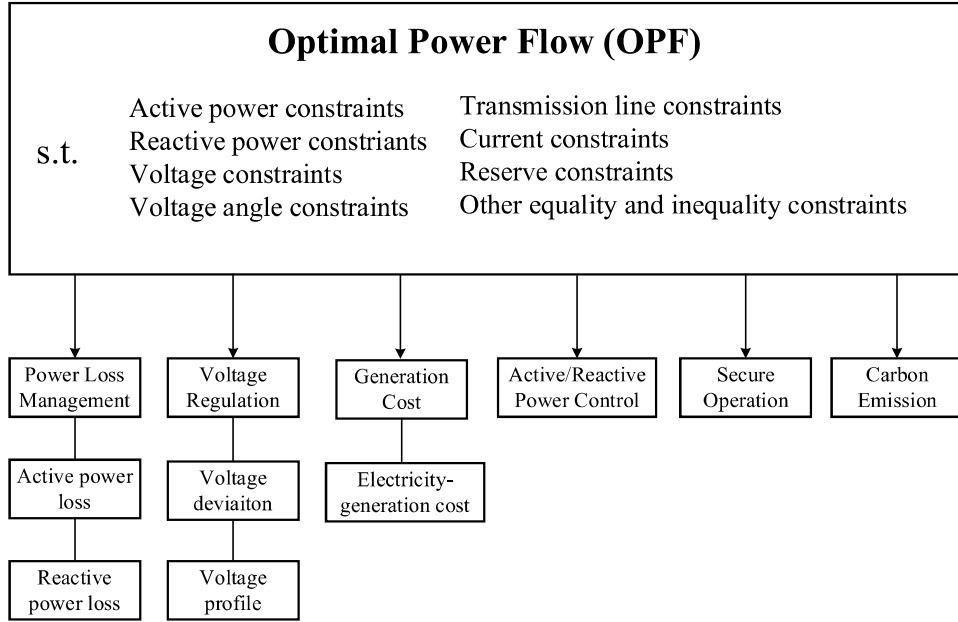 Optimal Power Flow (OPF)
s.t.
Active power constraints
Reactive power constriants
Voltage constraints
Voltage angle constraints
Transmission line constraints
Current constraints
Reserve constraints
Other equality and inequality constraints
Power Loss
Management
Active power
loss
Reactive
power loss
Voltage
Regulation
Voltage
deviaiton
Voltage
profile
Generation
Cost
Electricity-
generation cost
Active/Reactive
Power Control
Secure
Operation
Carbon
Emission